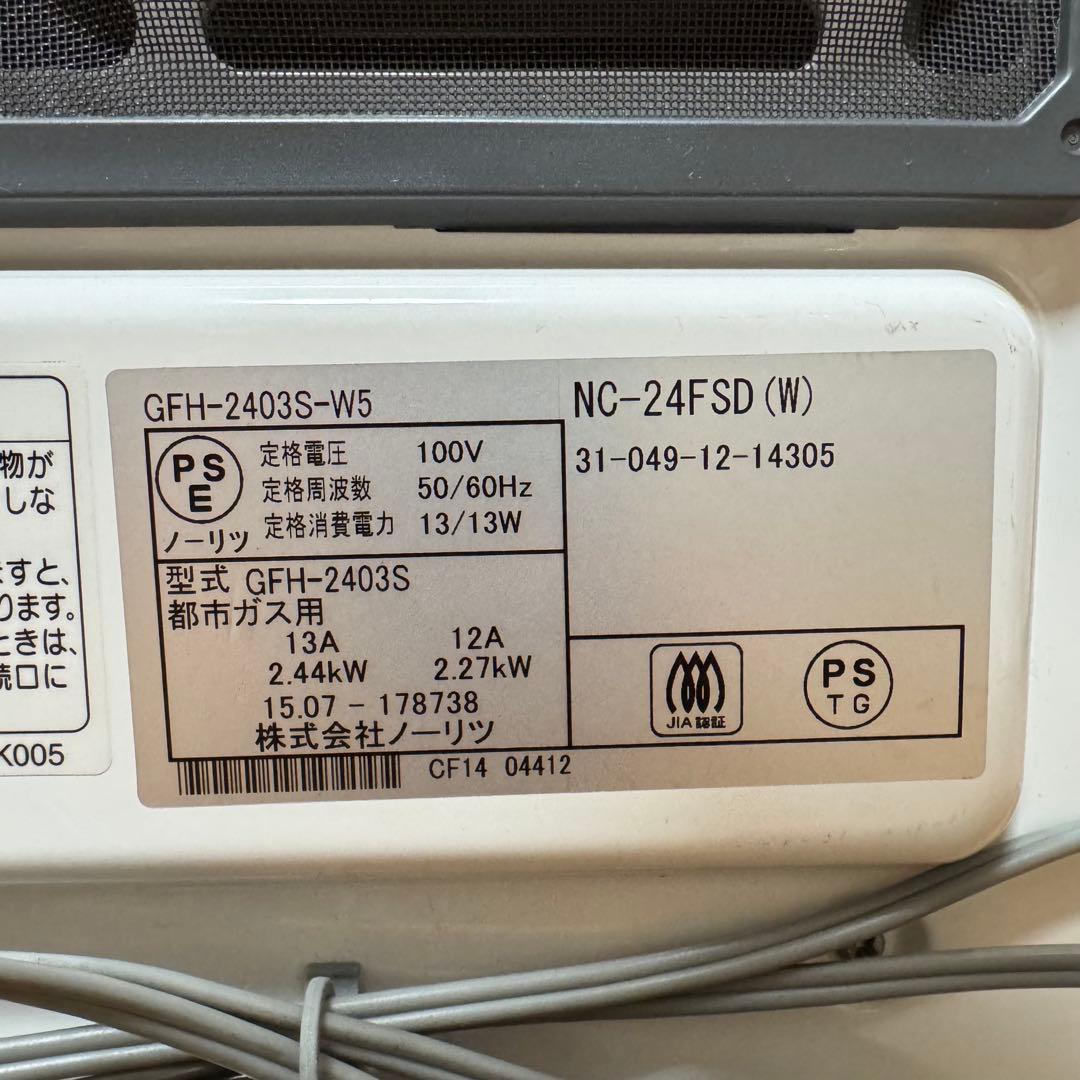 物が
しな
ますと、
ります。
ときは、
続口に
K005
GFH-2403S-W5
PS
E
ノーリツ
定格電圧 100V
定格周波数 50/60Hz
定格消費電力 13/13W
型式 GFH-2403S
都市ガス用
13A 12A
2.44kW 2.27kW
15.07 - 178738
株式会社ノーリツ
CF14 04412
NC-24FSD(W)
31-049-12-14305
JIA認証
PS
TG